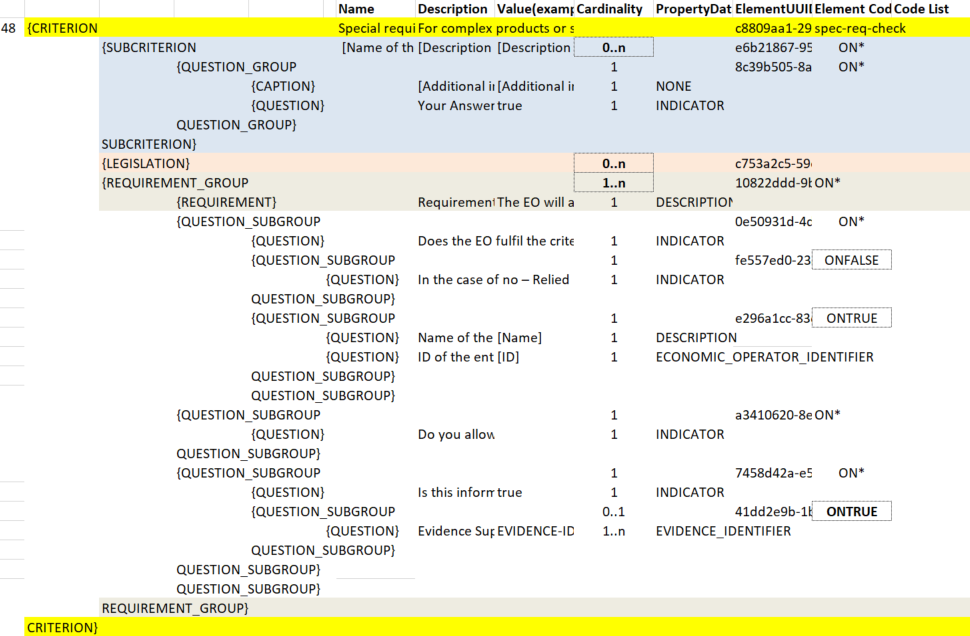 Name Description Value(examp Cardinality PropertyDat ElementUUII Element Cod Code List
48 {CRITERION Special requi For complex products or s c8809aa1-29 spec-req-check
{SUBCRITERION [Name of th [Description [Description 0..n e6b21867-95 ON*
{QUESTION_GROUP 1 8c39b505-8a ON*
{CAPTION} [Additional i [Additional i 1 NONE
{QUESTION} Your Answer true 1 INDICATOR
QUESTION_GROUP}
SUBCRITERION}
{LEGISLATION} 0..n c753a2c5-59
{REQUIREMENT_GROUP 1..n 10822ddd-9 ON*
{REQUIREMENT} Requirement The EO will a 1 DESCRIPTION
{QUESTION_SUBGROUP 0e50931d-4c ON*
{QUESTION} Does the EO fulfil the crite 1 INDICATOR
{QUESTION_SUBGROUP 1 fe557ed0-23 ONFALSE
{QUESTION} In the case of no – Relied 1 INDICATOR
QUESTION_SUBGROUP}
{QUESTION_SUBGROUP 1 e296a1cc-83 ONTRUE
{QUESTION} Name of the [Name] 1 DESCRIPTION
{QUESTION} ID of the ent [ID] 1 ECONOMIC_OPERATOR_IDENTIFIER
QUESTION_SUBGROUP}
QUESTION_SUBGROUP}
{QUESTION_SUBGROUP 1 a3410620-8e ON*
{QUESTION} Do you allow 1 INDICATOR
QUESTION_SUBGROUP}
{QUESTION_SUBGROUP 1 7458d42a-e5 ON*
{QUESTION} Is this inform true 1 INDICATOR
{QUESTION_SUBGROUP 0..1 41dd2e9b-1b ONTRUE
{QUESTION} Evidence Sup EVIDENCE-ID 1..n EVIDENCE_IDENTIFIER
QUESTION_SUBGROUP}
QUESTION_SUBGROUP}
QUESTION_SUBGROUP}
REQUIREMENT_GROUP}
CRITERION}